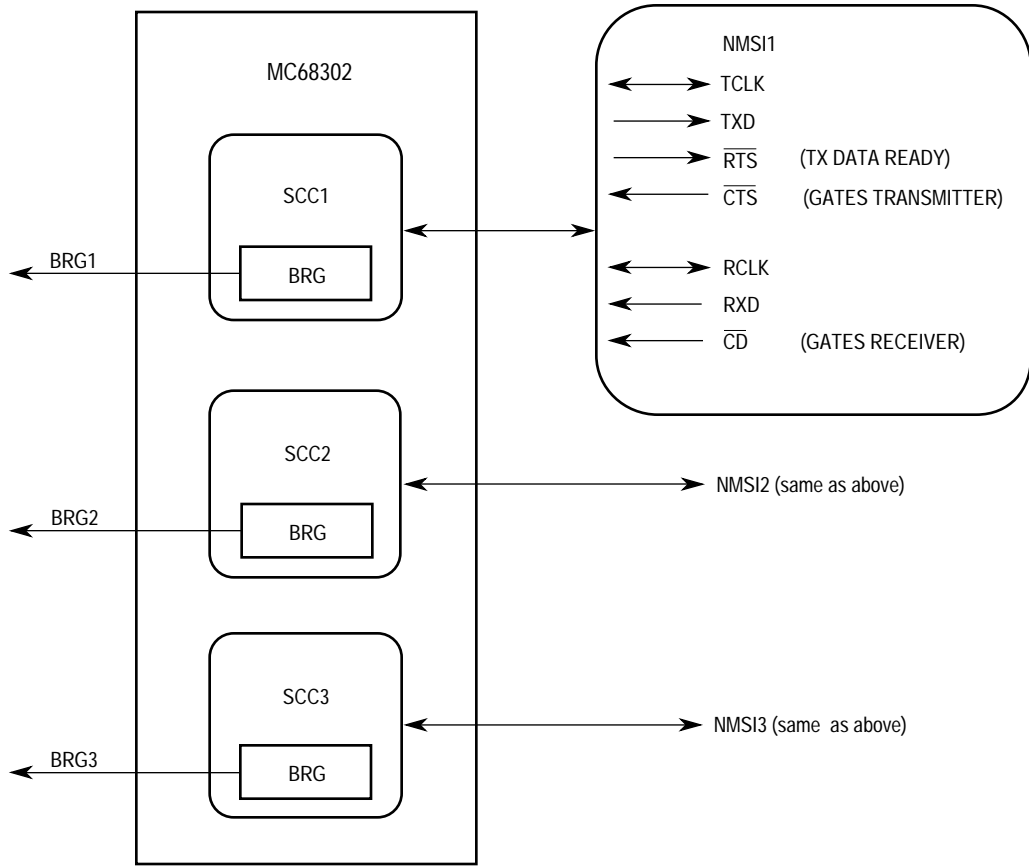 MC68302
SCC1
BRG
BRG1
NMSI1
TCLK
TXD
RTS (TX DATA READY)
CTS (GATES TRANSMITTER)
RCLK
RXD
CD (GATES RECEIVER)
SCC2
BRG
BRG2
NMSI2 (same as above)
SCC3
BRG
BRG3
NMSI3 (same as above)